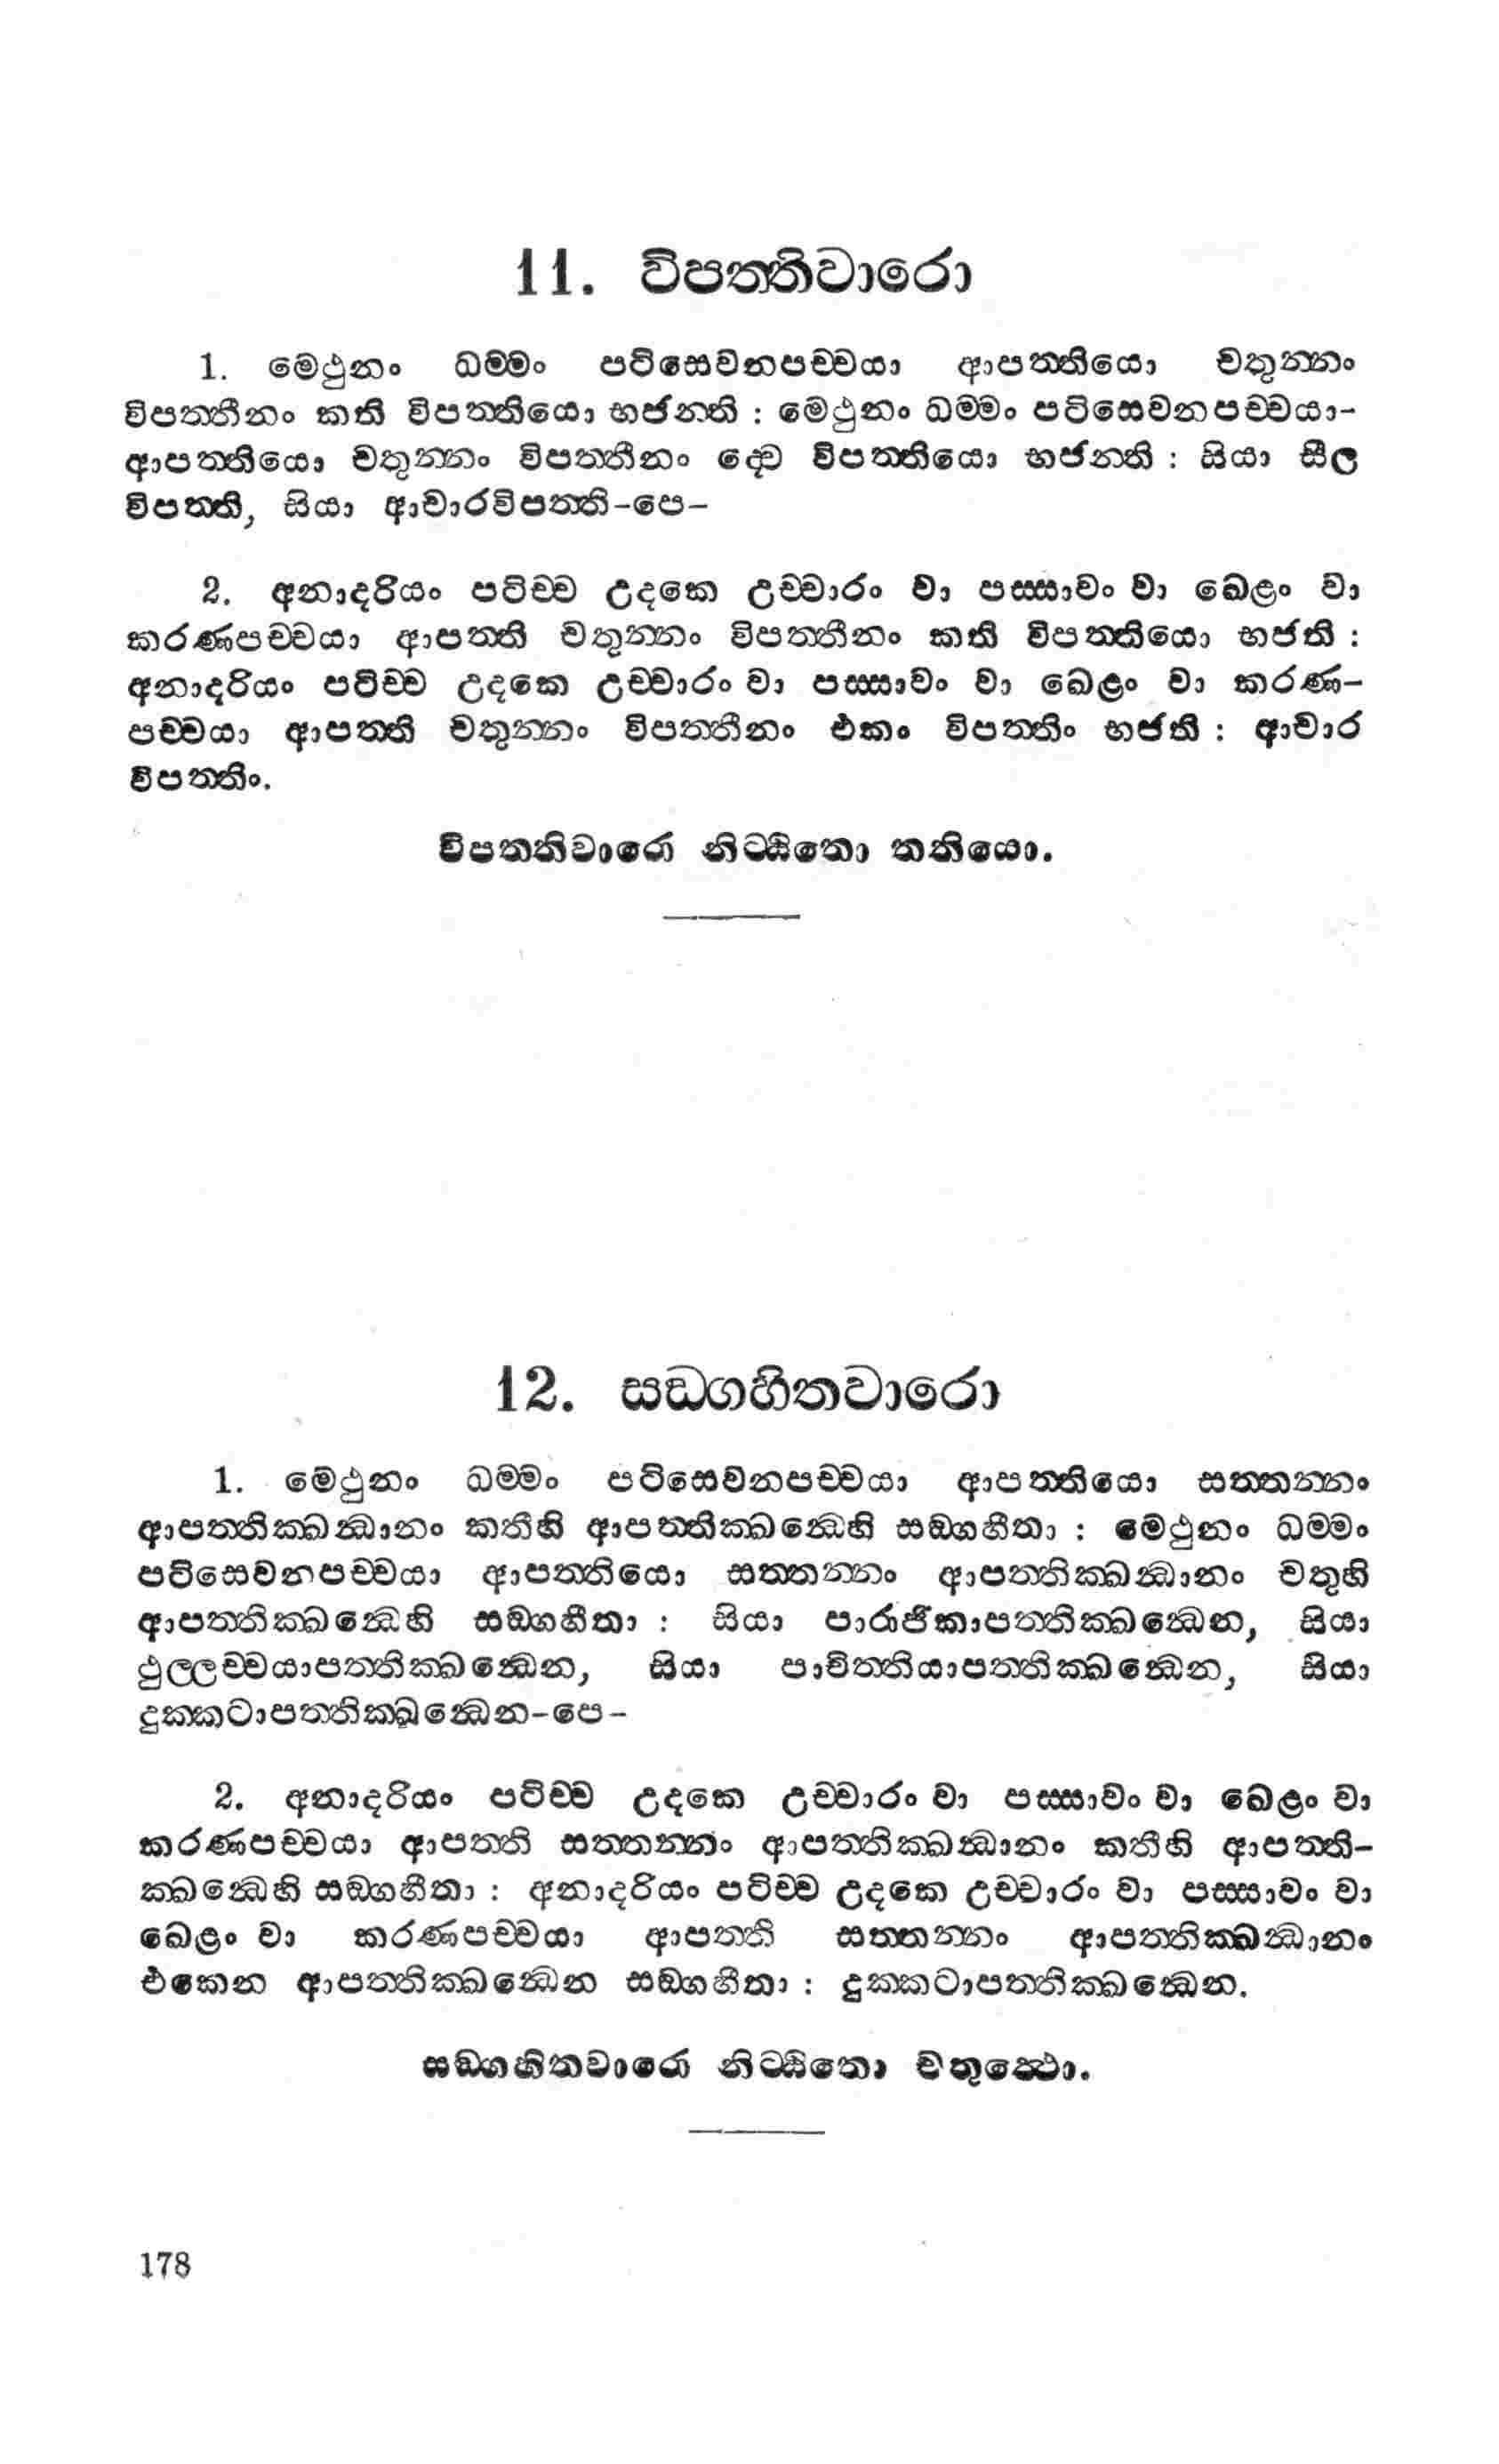 11. විපත්තිවාරො
1. මෙථුනං ධම්මං පටිසෙවනපච්චයා ආපත්තියො චතුන්නං
විපත්තීනං කති විපත්තියො භජන්ති : මෙථුනං ධම්මං පටිසෙවනපච්චයා-
ආපත්තියො චතුන්නං විපත්තීනං ද්වෙ විපත්තියො භජන්ති : සියා සීල
විපත්ති, සියා ආචාරවිපත්ති-පෙ-
2. අනාදරියං පටිච්ච උදකෙ උච්චාරං වා පස්සාවං වා ඛෙළං වා
කරණපච්චයා ආපත්ති චතුන්නං විපත්තීනං කති විපත්තියො භජති :
අනාදරියං පටිච්ච උදකෙ උච්චාරං වා පස්සාවං වා ඛෙළං වා කරණ-
පච්චයා ආපත්ති චතුන්නං විපත්තීනං එකං විපත්තිං භජති : ආචාර
විපත්තිං.
විපත්තිවාරො නිට්ඨිතො තතියො.
12. සඞ්ගහිතවාරො
1. මෙථුනං ධම්මං පටිසෙවනපච්චයා ආපත්තියො සත්තන්නං
ආපත්තික්ඛන්ධානං කතීහි ආපත්තික්ඛන්ධෙහි සඞ්ගහීතා : මෙථුනං ධම්මං
පටිසෙවනපච්චයා ආපත්තියො සත්තන්නං ආපත්තික්ඛන්ධානං චතුහි
ආපත්තික්ඛන්ධෙහි සඞ්ගහීතා : සියා පාරාජිකාපත්තික්ඛන්ධෙන, සියා
ථුල්ලච්චයාපත්තික්ඛන්ධෙන, සියා පාචිත්තියාපත්තික්ඛන්ධෙන, සියා
දුක්කටාපත්තික්ඛන්ධෙන-පෙ-
2. අනාදරියං පටිච්ච උදකෙ උච්චාරං වා පස්සාවං වා ඛෙළං වා
කරණපච්චයා ආපත්ති සත්තන්නං ආපත්තික්ඛන්ධානං කතීහි ආපත්ති-
ක්ඛන්ධෙහි සඞ්ගහීතා : අනාදරියං පටිච්ච උදකෙ උච්චාරං වා පස්සාවං වා
ඛෙළං වා කරණපච්චයා ආපත්ති සත්තන්නං ආපත්තික්ඛන්ධානං
එකෙන ආපත්තික්ඛන්ධෙන සඞ්ගහීතා : දුක්කටාපත්තික්ඛන්ධෙන.
සඞ්ගහිතවාරො නිට්ඨිතො චතුත්ථො.
178